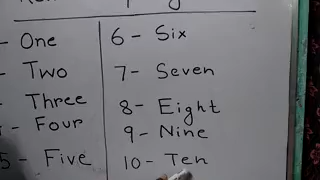 - One
- Two
- Three
- Four
5 - Five
6 - Six
7 - Seven
8 - Eight
9 - Nine
10 - Ten